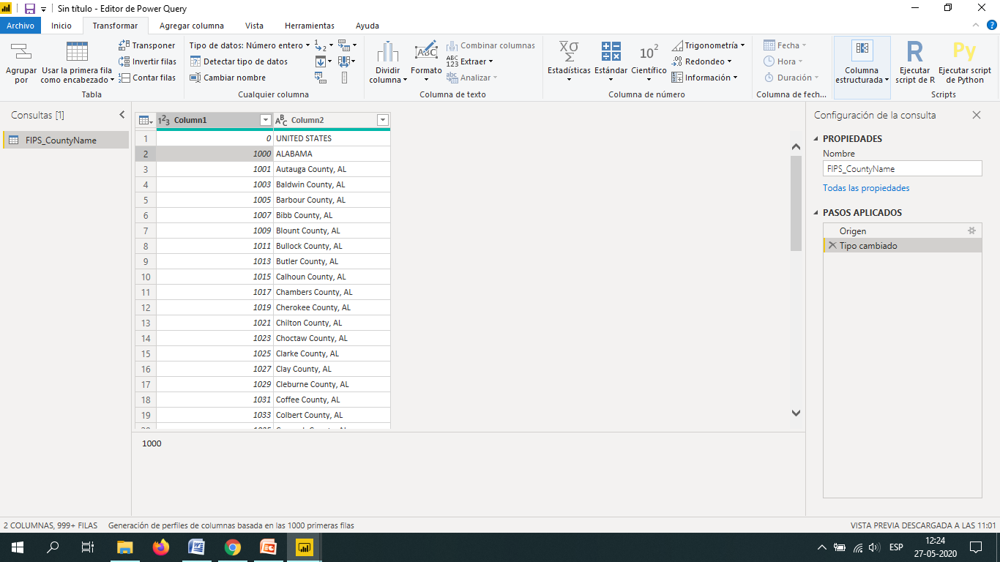 Sin título - Editor de Power Query
Archivo Inicio Transformar Agregar columna Vista Herramientas Ayuda
Agrupar por
Usar la primera fila como encabezado
Transponer
Invertir filas
Contar filas
Tabla
Tipo de datos: Número entero
Detectar tipo de datos
Cambiar nombre
Cualquier columna
Dividir columna
Formato
Combinar columnas
Extraer
Analizar
Columna de texto
Estadísticas
Estándar
Científico
Trigonometría
Redondeo
Información
Columna de número
Fecha
Hora
Duración
Columna de fech...
Columna estructurada
Ejecutar script de R
Ejecutar script de Python
Scripts
Consultas [1]
FIPS_CountyName
Column1 Column2
1 0 UNITED STATES
2 1000 ALABAMA
3 1001 Autauga County, AL
4 1003 Baldwin County, AL
5 1005 Barbour County, AL
6 1007 Bibb County, AL
7 1009 Blount County, AL
8 1011 Bullock County, AL
9 1013 Butler County, AL
10 1015 Calhoun County, AL
11 1017 Chambers County, AL
12 1019 Cherokee County, AL
13 1021 Chilton County, AL
14 1023 Choctaw County, AL
15 1025 Clarke County, AL
16 1027 Clay County, AL
17 1029 Cleburne County, AL
18 1031 Coffee County, AL
19 1033 Colbert County, AL
1000
Configuración de la consulta
PROPIEDADES
Nombre
FIPS_CountyName
Todas las propiedades
PASOS APLICADOS
Origen
Tipo cambiado
2 COLUMNAS, 999+ FILAS Generación de perfiles de columnas basada en las 1000 primeras filas
VISTA PREVIA DESCARGADA A LAS 11:01
ESP
12:24
27-05-2020